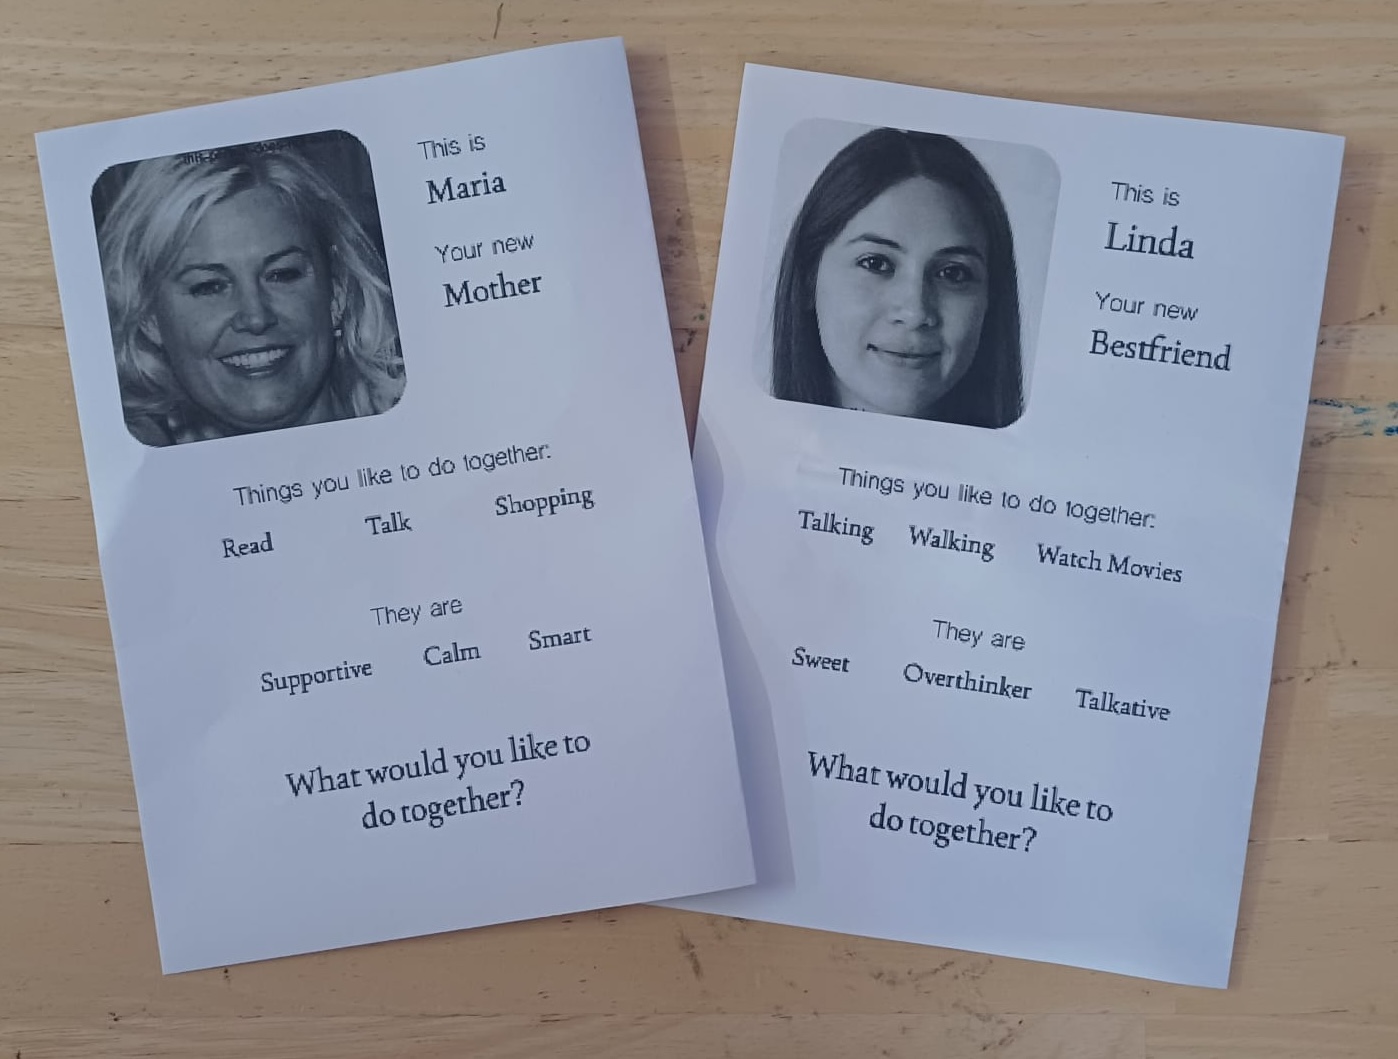 This is
Maria
Your new
Mother
Things you like to do together:
Read Talk Shopping
They are
Supportive Calm Smart
What would you like to
do together?
This is
Linda
Your new
Bestfriend
Things you like to do together:
Talking Walking Watch Movies
They are
Sweet Overthinker Talkative
What would you like to
do together?